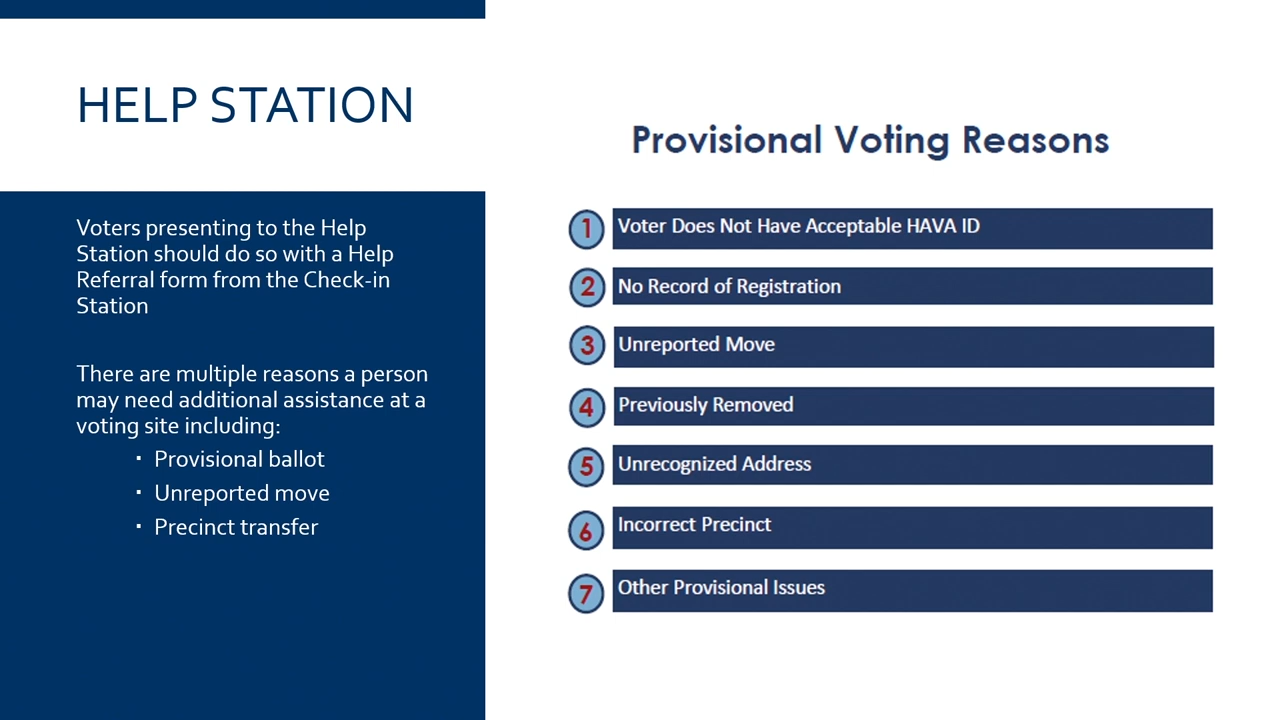 HELP STATION
Voters presenting to the Help
Station should do so with a Help
Referral form from the Check-in
Station
There are multiple reasons a person
may need additional assistance at a
voting site including:
▪ Provisional ballot
▪ Unreported move
▪ Precinct transfer
Provisional Voting Reasons
1 Voter Does Not Have Acceptable HAVA ID
2 No Record of Registration
3 Unreported Move
4 Previously Removed
5 Unrecognized Address
6 Incorrect Precinct
7 Other Provisional Issues